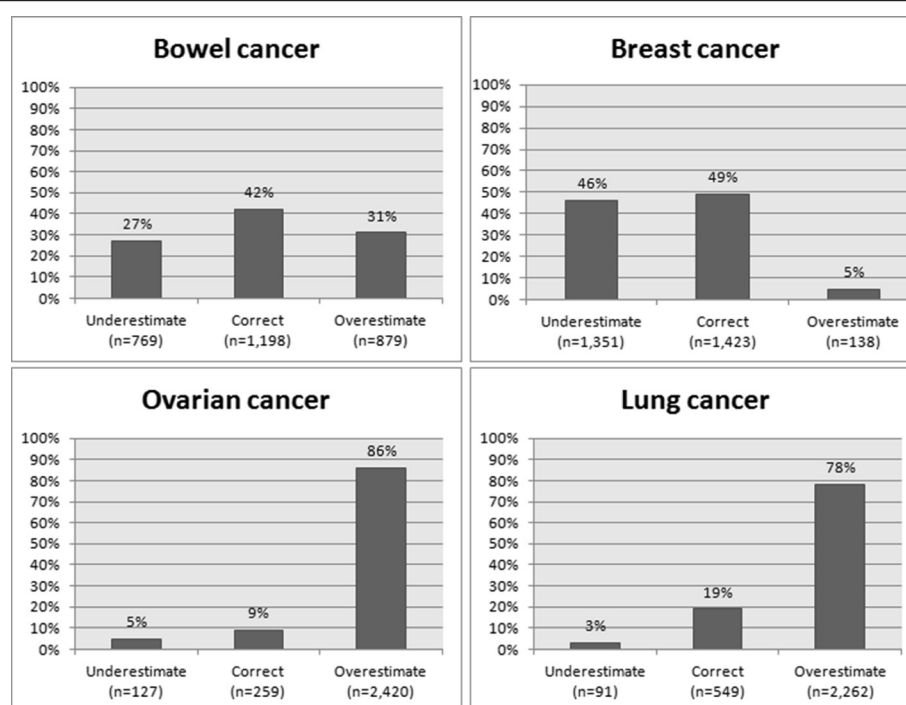 Bowel cancer
100%
90%
80%
70%
60%
50%
40%
30%
20%
10%
0%
27%
42%
31%
Underestimate
(n=769)
Correct
(n=1,198)
Overestimate
(n=879)
Breast cancer
100%
90%
80%
70%
60%
50%
40%
30%
20%
10%
0%
46%
49%
5%
Underestimate
(n=1,351)
Correct
(n=1,423)
Overestimate
(n=138)
Ovarian cancer
100%
90%
80%
70%
60%
50%
40%
30%
20%
10%
0%
5%
9%
86%
Underestimate
(n=127)
Correct
(n=259)
Overestimate
(n=2,420)
Lung cancer
100%
90%
80%
70%
60%
50%
40%
30%
20%
10%
0%
3%
19%
78%
Underestimate
(n=91)
Correct
(n=549)
Overestimate
(n=2,262)